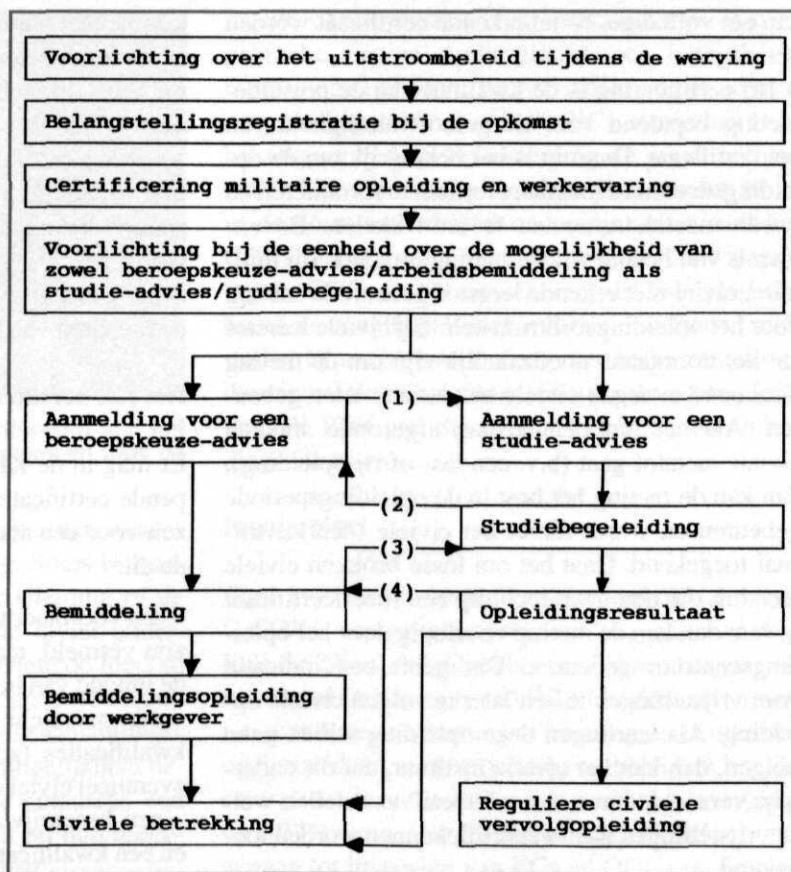 Voorlichting over het uitstroombeleid tijdens de werving
Belangstellingsregistratie bij de opkomst
Certificering militaire opleiding en werkervaring
Voorlichting bij de eenheid over de mogelijkheid van
zowel beroepskeuze-advies/arbeidsbemiddeling als
studie-advies/studiebegeleiding
Aanmelding voor een
beroepskeuze-advies
(1)
Aanmelding voor een
studie-advies
(2)
Studiebegeleiding
(3)
(4)
Bemiddeling
Opleidingsresultaat
Bemiddelingsopleiding
door werkgever
Civiele betrekking
Reguliere civiele
vervolgopleiding